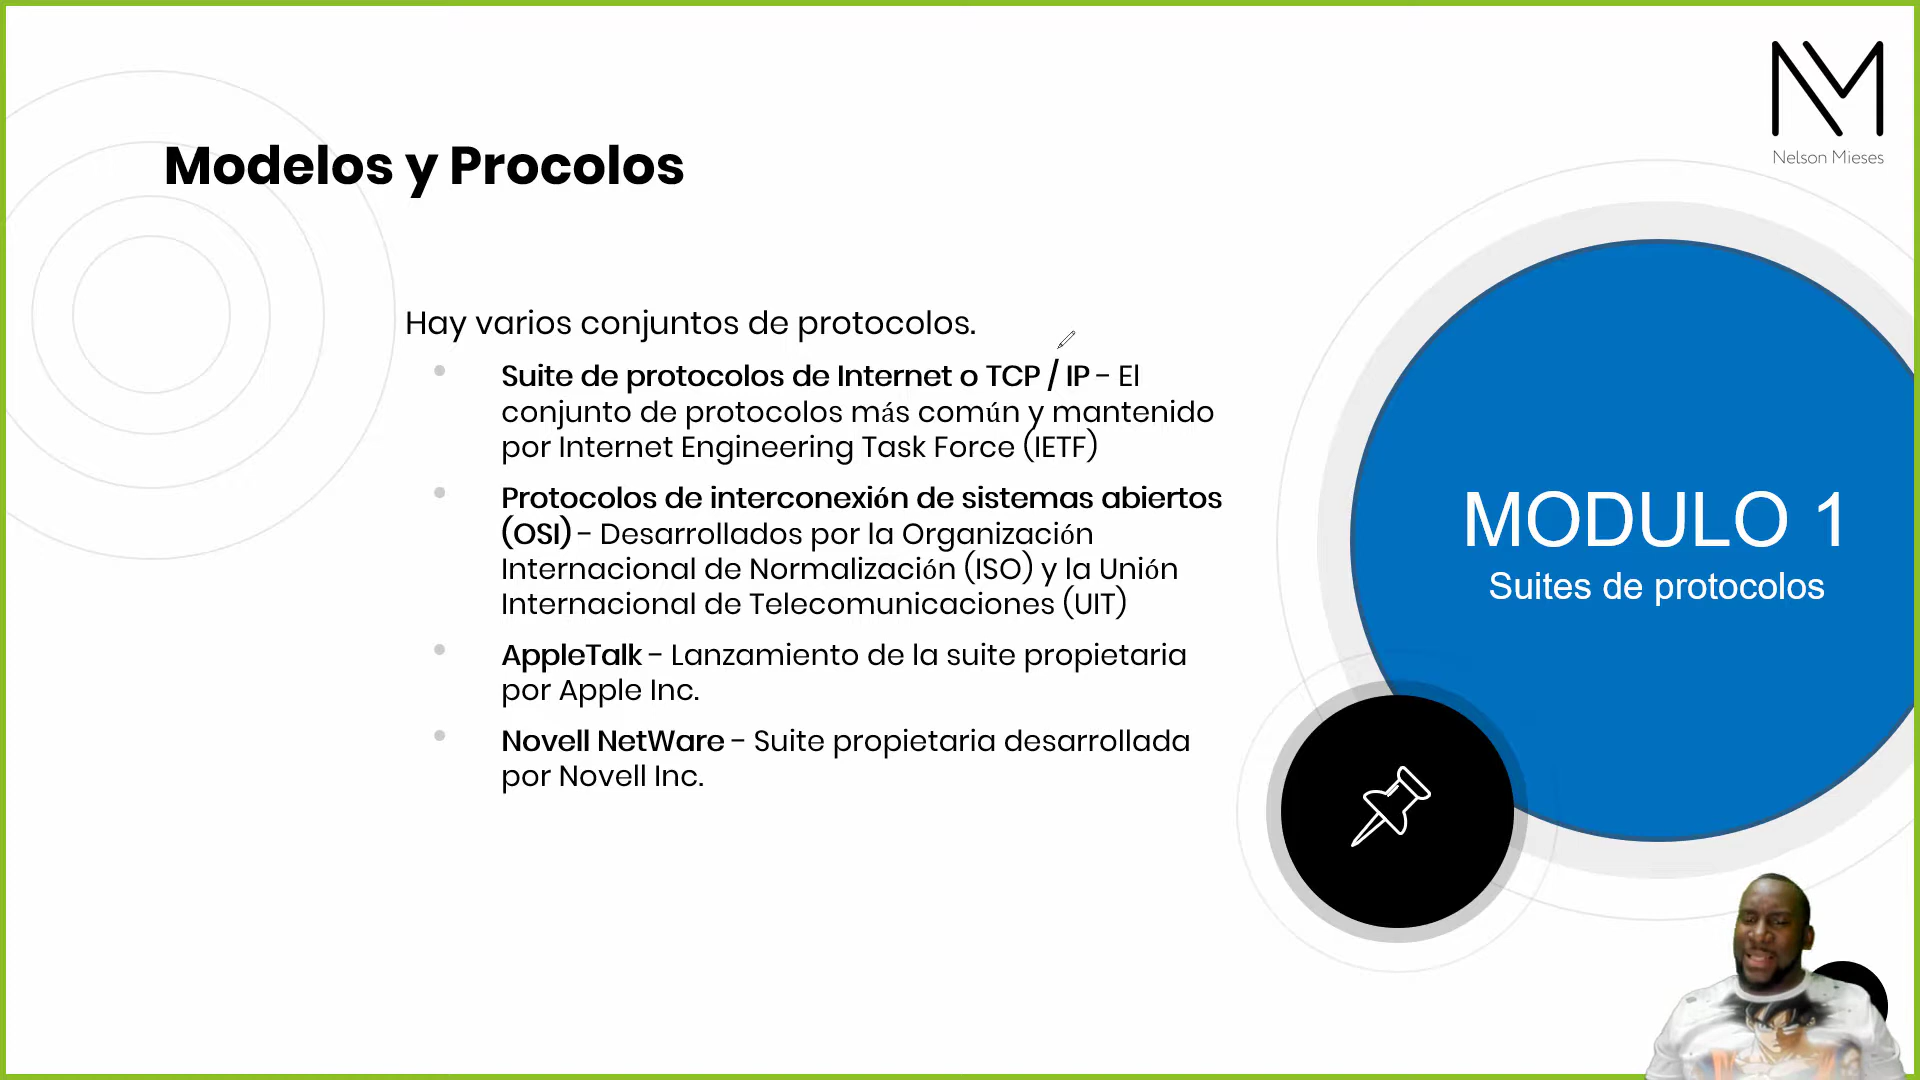 Nelson Mieses
Modelos y Procolos
Hay varios conjuntos de protocolos.
Suite de protocolos de Internet o TCP / IP - El
conjunto de protocolos más común y mantenido
por Internet Engineering Task Force (IETF)
Protocolos de interconexión de sistemas abiertos
(OSI) - Desarrollados por la Organización
Internacional de Normalización (ISO) y la Unión
Internacional de Telecomunicaciones (UIT)
AppleTalk - Lanzamiento de la suite propietaria
por Apple Inc.
Novell NetWare - Suite propietaria desarrollada
por Novell Inc.
MODULO 1
Suites de protocolos